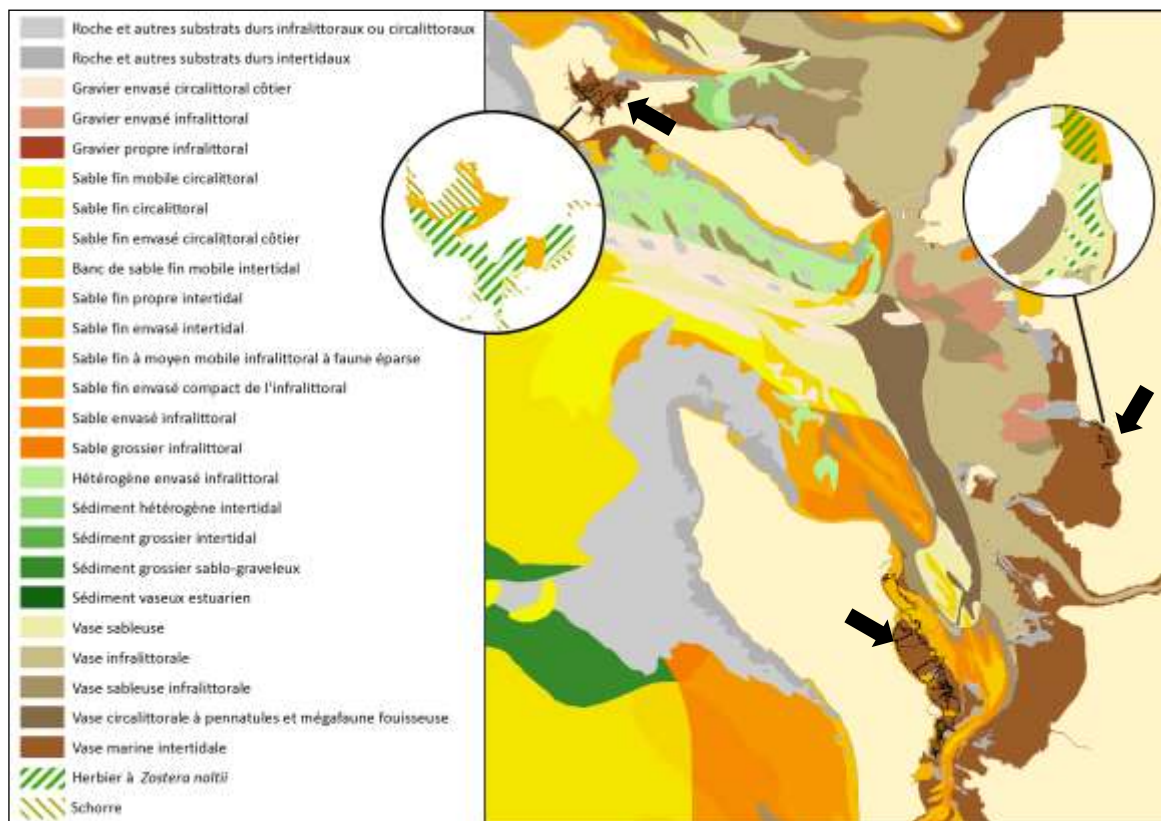 Roche et autres substrats durs infralittoraux ou circalittoraux
Roche et autres substrats durs intertidaux
Gravier envasé circalittoral côtier
Gravier envasé infralittoral
Gravier propre infralittoral
Sable fin mobile circalittoral
Sable fin circalittoral
Sable fin envasé circalittoral côtier
Banc de sable fin mobile intertidal
Sable fin propre intertidal
Sable fin envasé intertidal
Sable fin à moyen mobile infralittoral à faune éparse
Sable fin envasé compact de l'infralittoral
Sable envasé infralittoral
Sable grossier infralittoral
Hétérogène envasé infralittoral
Sédiment hétérogène intertidal
Sédiment grossier intertidal
Sédiment grossier sablo-graveleux
Sédiment vaseux estuarien
Vase sableuse
Vase infralittorale
Vase sableuse infralittorale
Vase circalittorale à pennatules et mégafaune fouisseuse
Vase marine intertidale
Herbier à Zostera noltii
Schorre